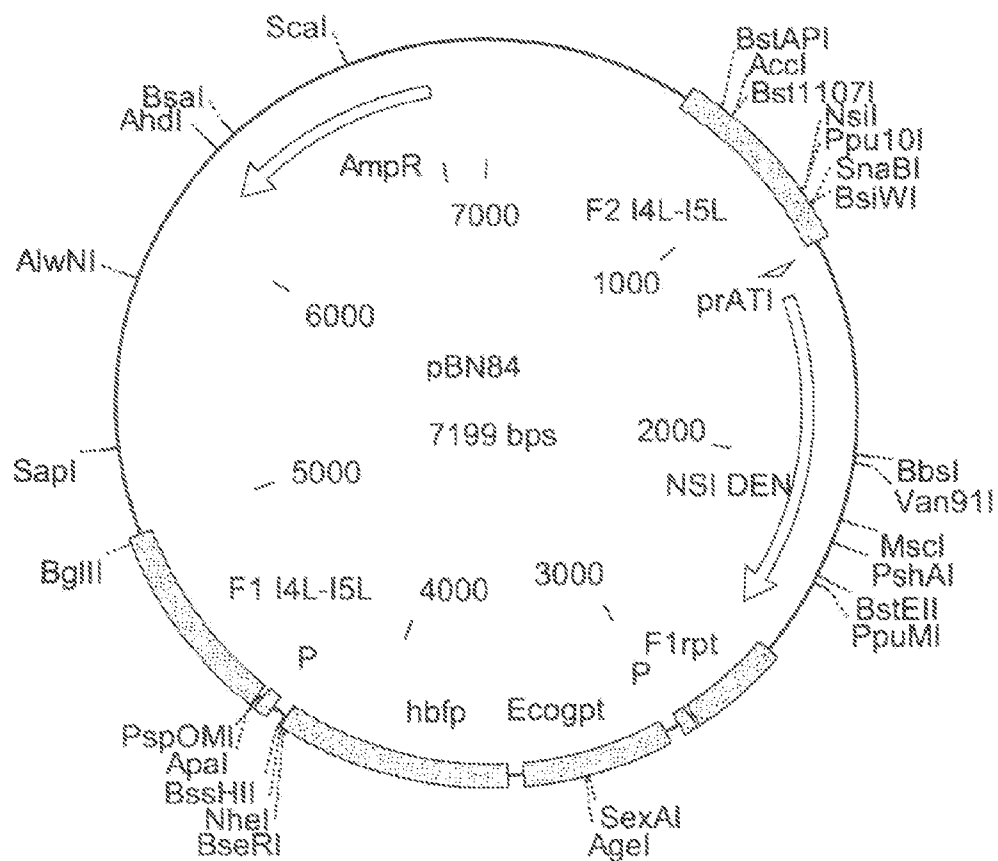 ScaI
BsaI
AhdI
AlwNI
SapI
BglII
BstAPI
AccI
Bst1107I
NsiI
Ppu10I
SnaBI
BsiWI
AmpR
7000
F2 I4L-I5L
1000
prATI
6000
pBN84
7199 bps
2000
5000
NSI DEN
BbsI
Van91I
MscI
PshAI
BstEII
PpuMI
F1 I4L-I5L
4000
3000
P
F1rpt
P
hbfp
Ecogpt
PspOMI
ApaI
BssHII
NheI
BseRI
SexAI
AgeI